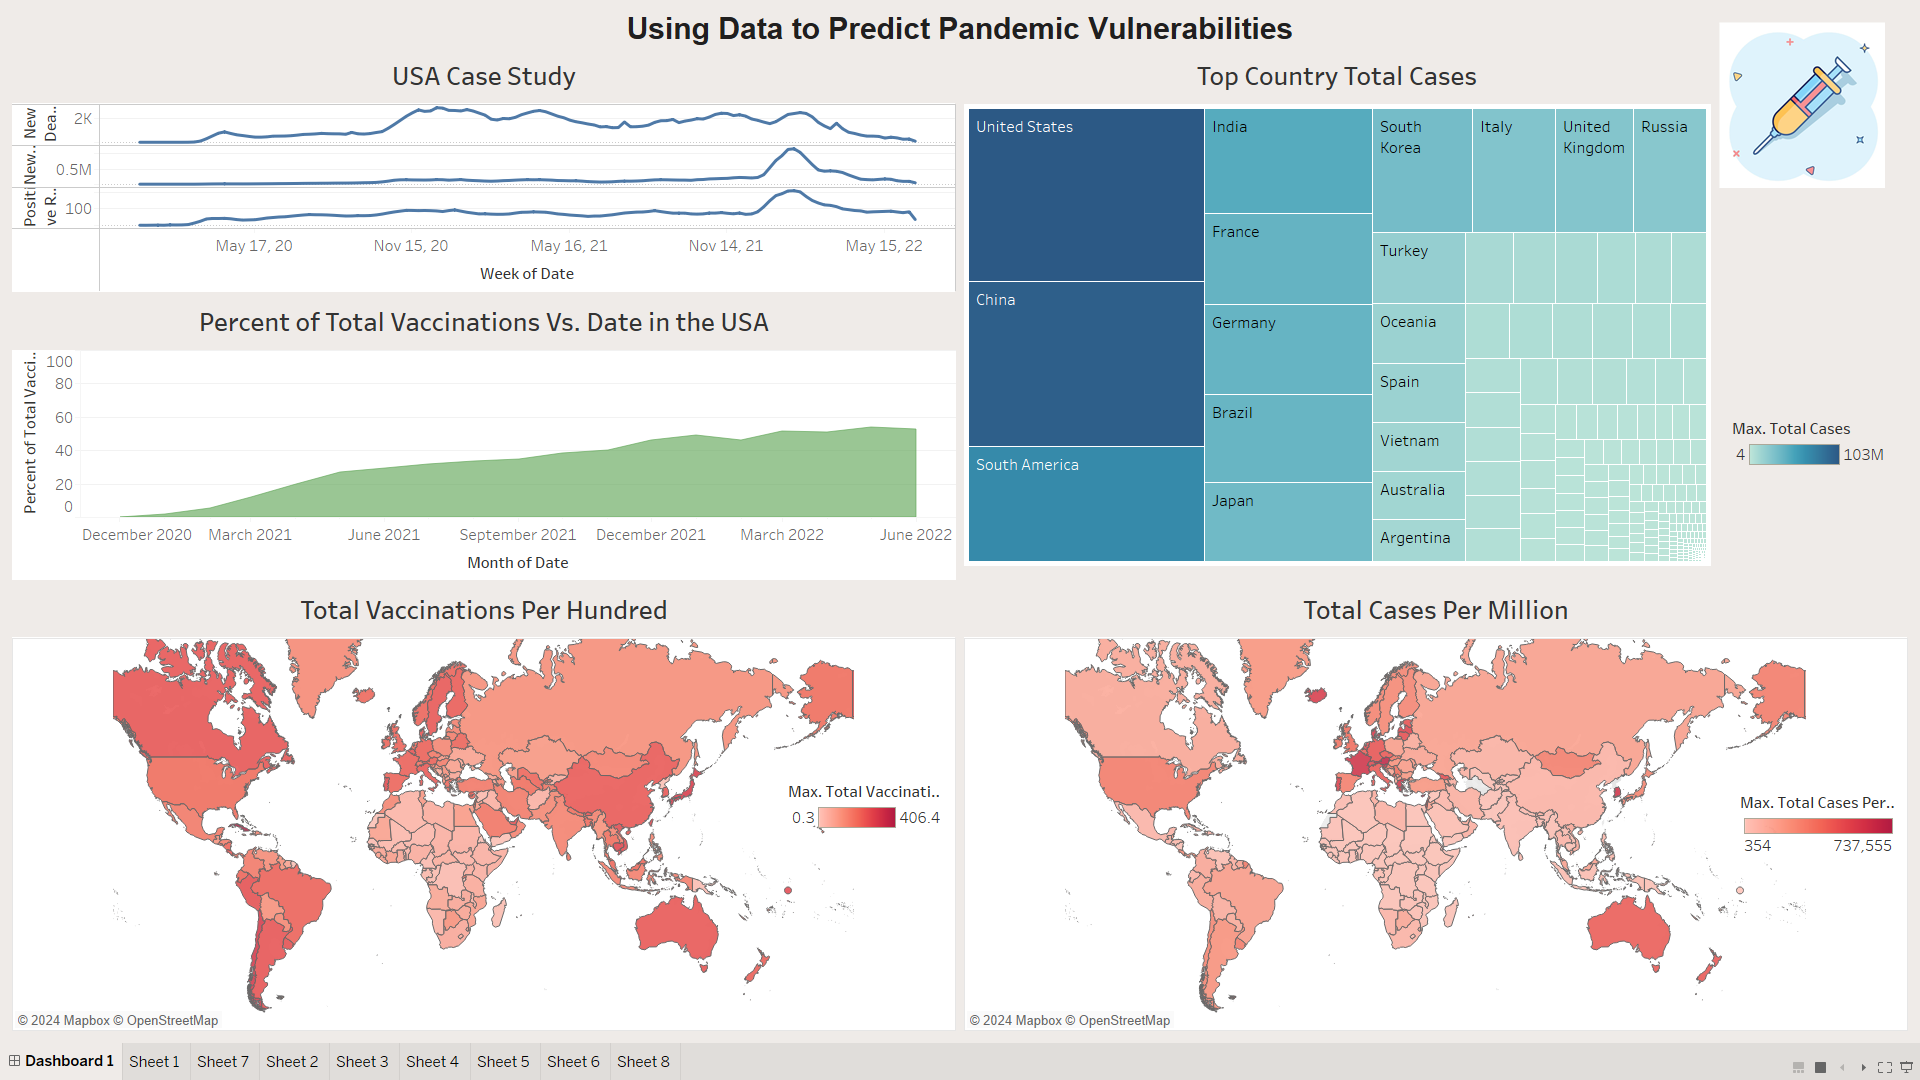 Using Data to Predict Pandemic Vulnerabilities
USA Case Study
New
Dea..
2K
New..
0.5M
Positi
ve R..
100
May 17, 20
Nov 15, 20
May 16, 21
Nov 14, 21
May 15, 22
Week of Date
Percent of Total Vaccinations Vs. Date in the USA
Percent of Total Vacci..
100
80
60
40
20
0
December 2020
March 2021
June 2021
September 2021
December 2021
March 2022
June 2022
Month of Date
Top Country Total Cases
United States
China
South America
India
France
Germany
Brazil
Japan
South
Korea
Italy
United
Kingdom
Russia
Turkey
Oceania
Spain
Vietnam
Australia
Argentina
Max. Total Cases
4
103M
Total Vaccinations Per Hundred
Max. Total Vaccinati..
0.3
406.4
© 2024 Mapbox © OpenStreetMap
Total Cases Per Million
Max. Total Cases Per..
354
737,555
© 2024 Mapbox © OpenStreetMap
Dashboard 1
Sheet 1
Sheet 7
Sheet 2
Sheet 3
Sheet 4
Sheet 5
Sheet 6
Sheet 8